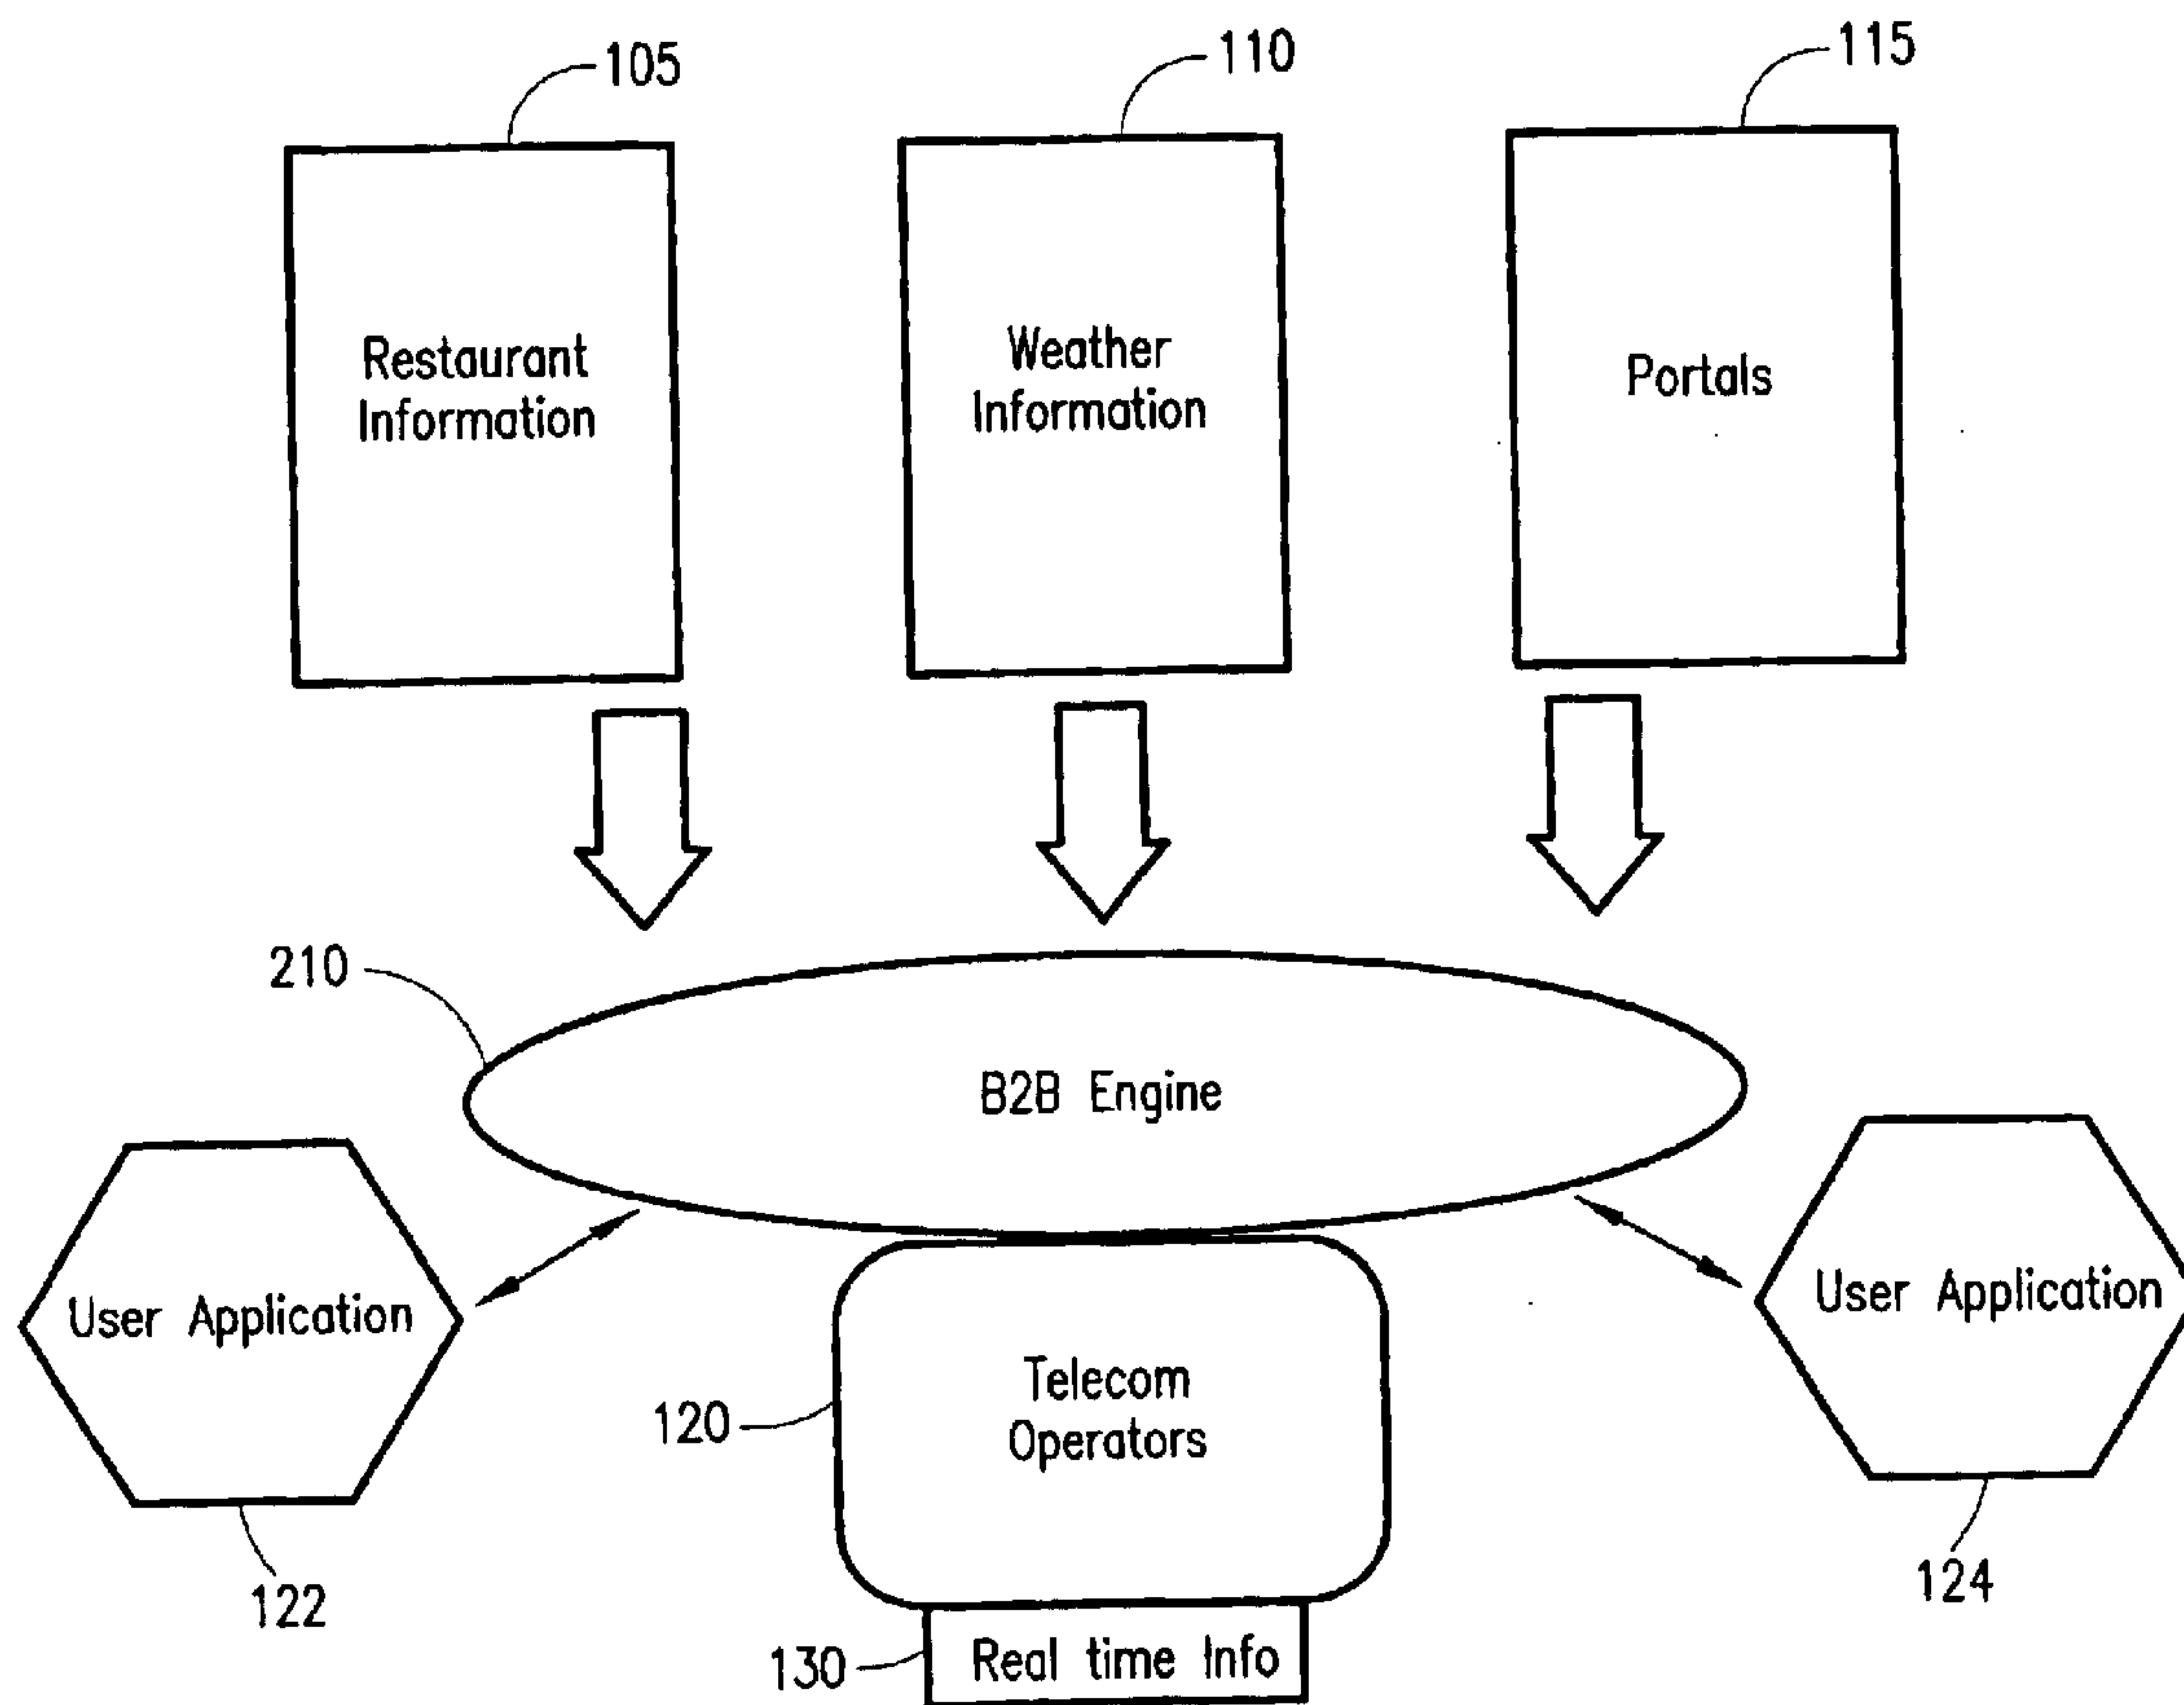 105
110
115
Restaurant
Information
Weather
Information
Portals
210
B2B Engine
User Application
User Application
Telecom
Operators
120
122
124
130
Real time Info